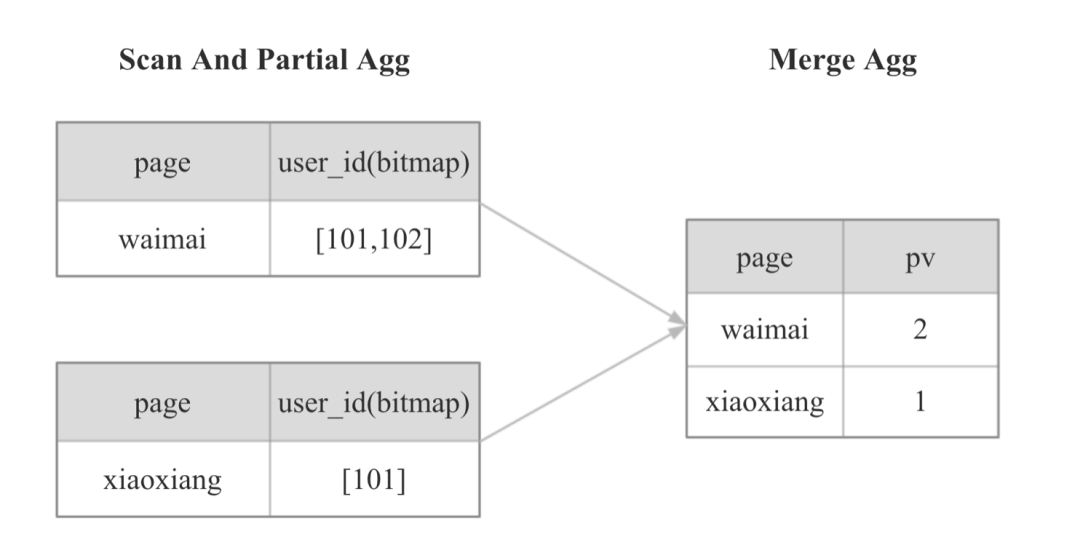 Scan And Partial Agg
page user_id(bitmap)
waimai [101,102]
page user_id(bitmap)
xiaoxiang [101]
Merge Agg
page pv
waimai 2
xiaoxiang 1